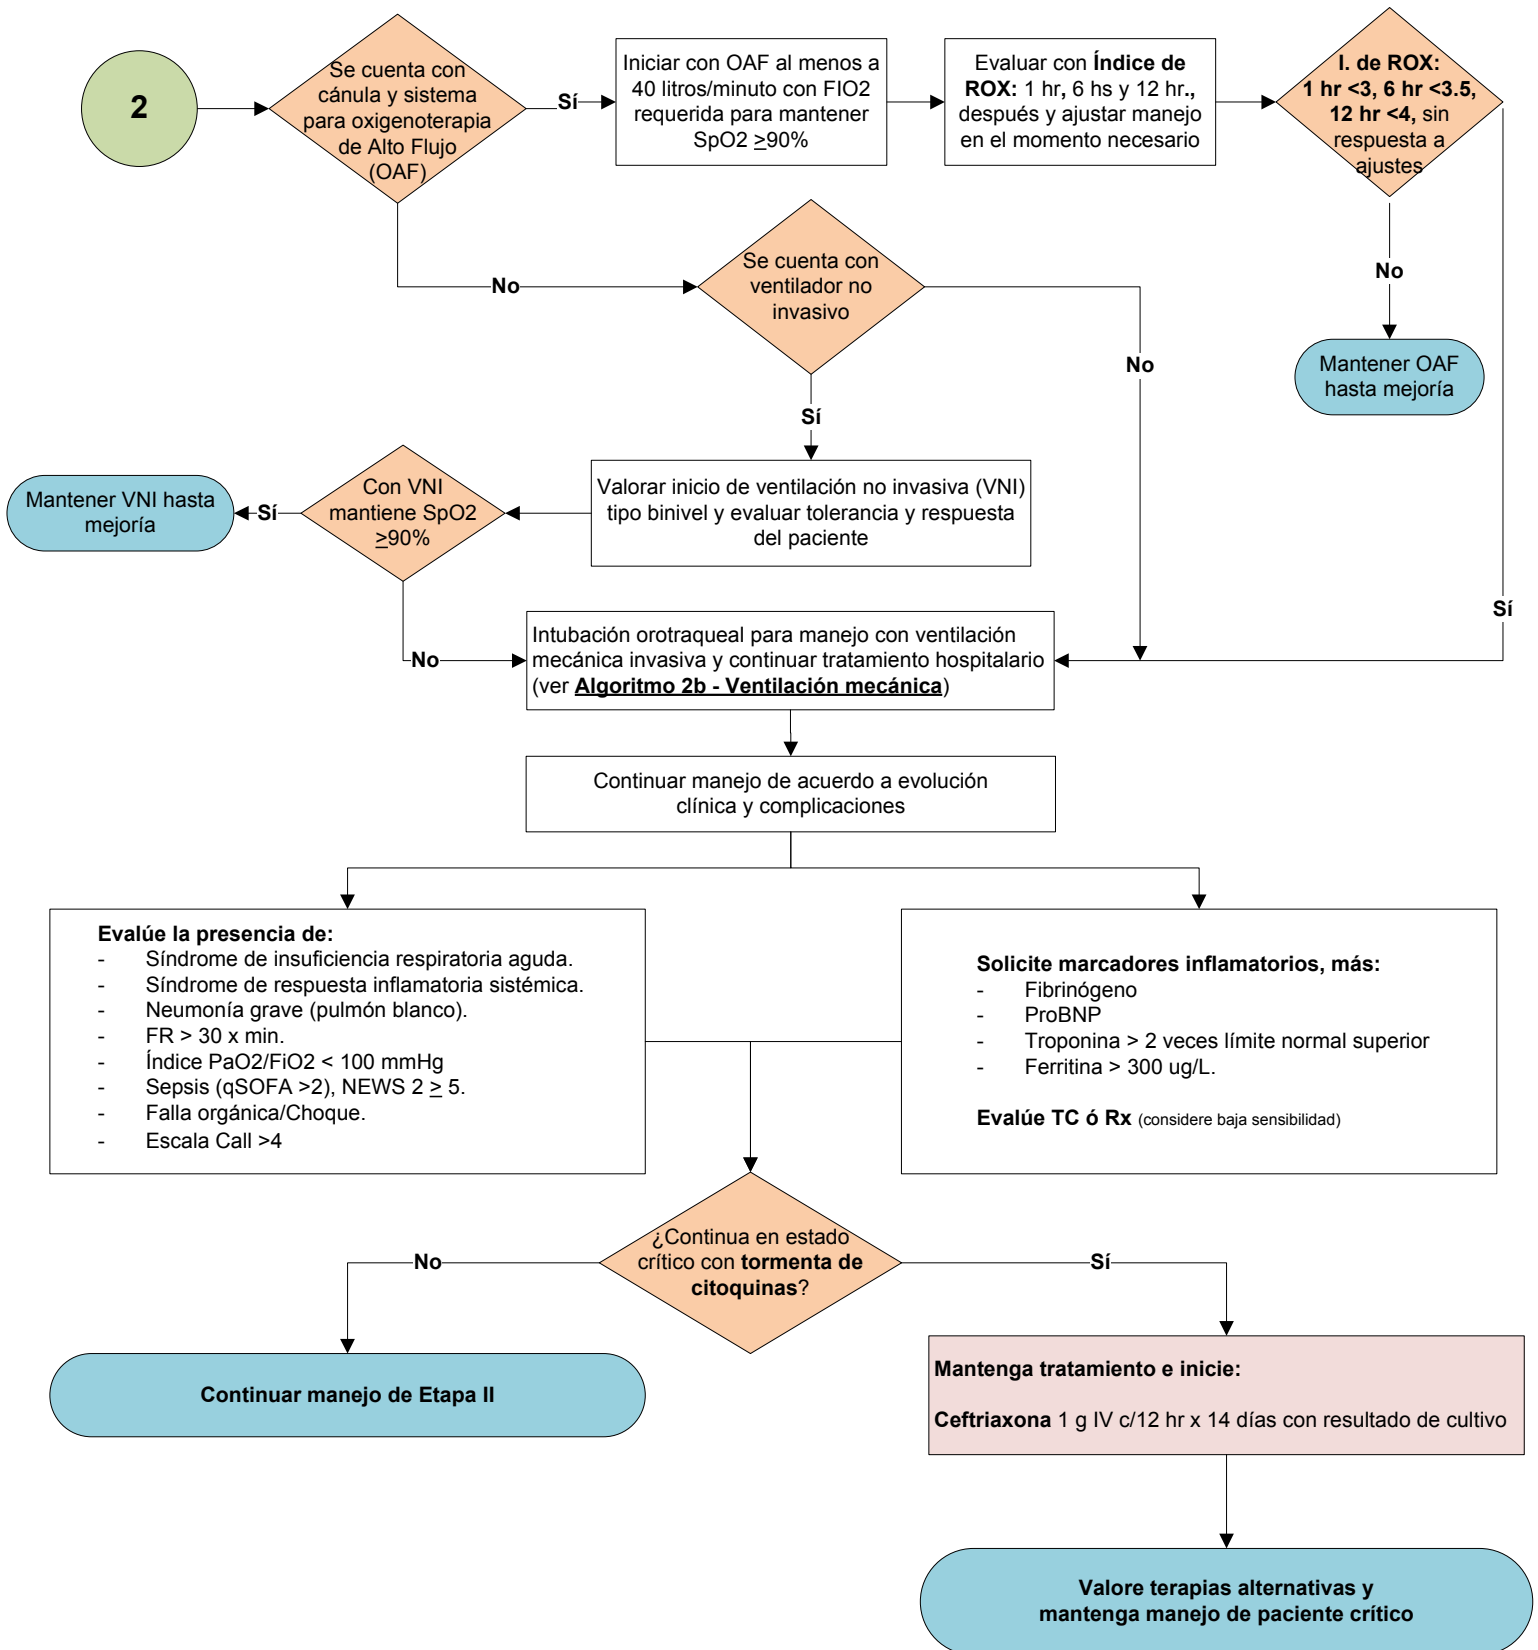 2
Se cuenta con
cánula y sistema
para oxigenoterapia
de Alto Flujo
(OAF)
Sí
Iniciar con OAF al menos a
40 litros/minuto con FIO2
requerida para mantener
SpO2 ≥90%
Evaluar con Índice de
ROX: 1 hr, 6 hs y 12 hr.,
después y ajustar manejo
en el momento necesario
I. de ROX:
1 hr <3, 6 hr <3.5,
12 hr <4, sin
respuesta a
ajustes
No
Mantener OAF
hasta mejoría
Sí
No
Se cuenta con
ventilador no
invasivo
No
Sí
Valorar inicio de ventilación no invasiva (VNI)
tipo binivel y evaluar tolerancia y respuesta
del paciente
Con VNI
mantiene SpO2
≥90%
Sí
Mantener VNI hasta
mejoría
No
Intubación orotraqueal para manejo con ventilación
mecánica invasiva y continuar tratamiento hospitalario
(ver Algoritmo 2b - Ventilación mecánica)
Continuar manejo de acuerdo a evolución
clínica y complicaciones
Evalúe la presencia de:
- Síndrome de insuficiencia respiratoria aguda.
- Síndrome de respuesta inflamatoria sistémica.
- Neumonía grave (pulmón blanco).
- FR > 30 x min.
- Índice PaO2/FiO2 < 100 mmHg
- Sepsis (qSOFA >2), NEWS 2 ≥ 5.
- Falla orgánica/Choque.
- Escala Call >4
Solicite marcadores inflamatorios, más:
- Fibrinógeno
- ProBNP
- Troponina > 2 veces límite normal superior
- Ferritina > 300 ug/L.
Evalúe TC ó Rx (considere baja sensibilidad)
¿Continua en estado
crítico con tormenta de
citoquinas?
No
Continuar manejo de Etapa II
Sí
Mantenga tratamiento e inicie:
Ceftriaxona 1 g IV c/12 hr x 14 días con resultado de cultivo
Valore terapias alternativas y
mantenga manejo de paciente crítico